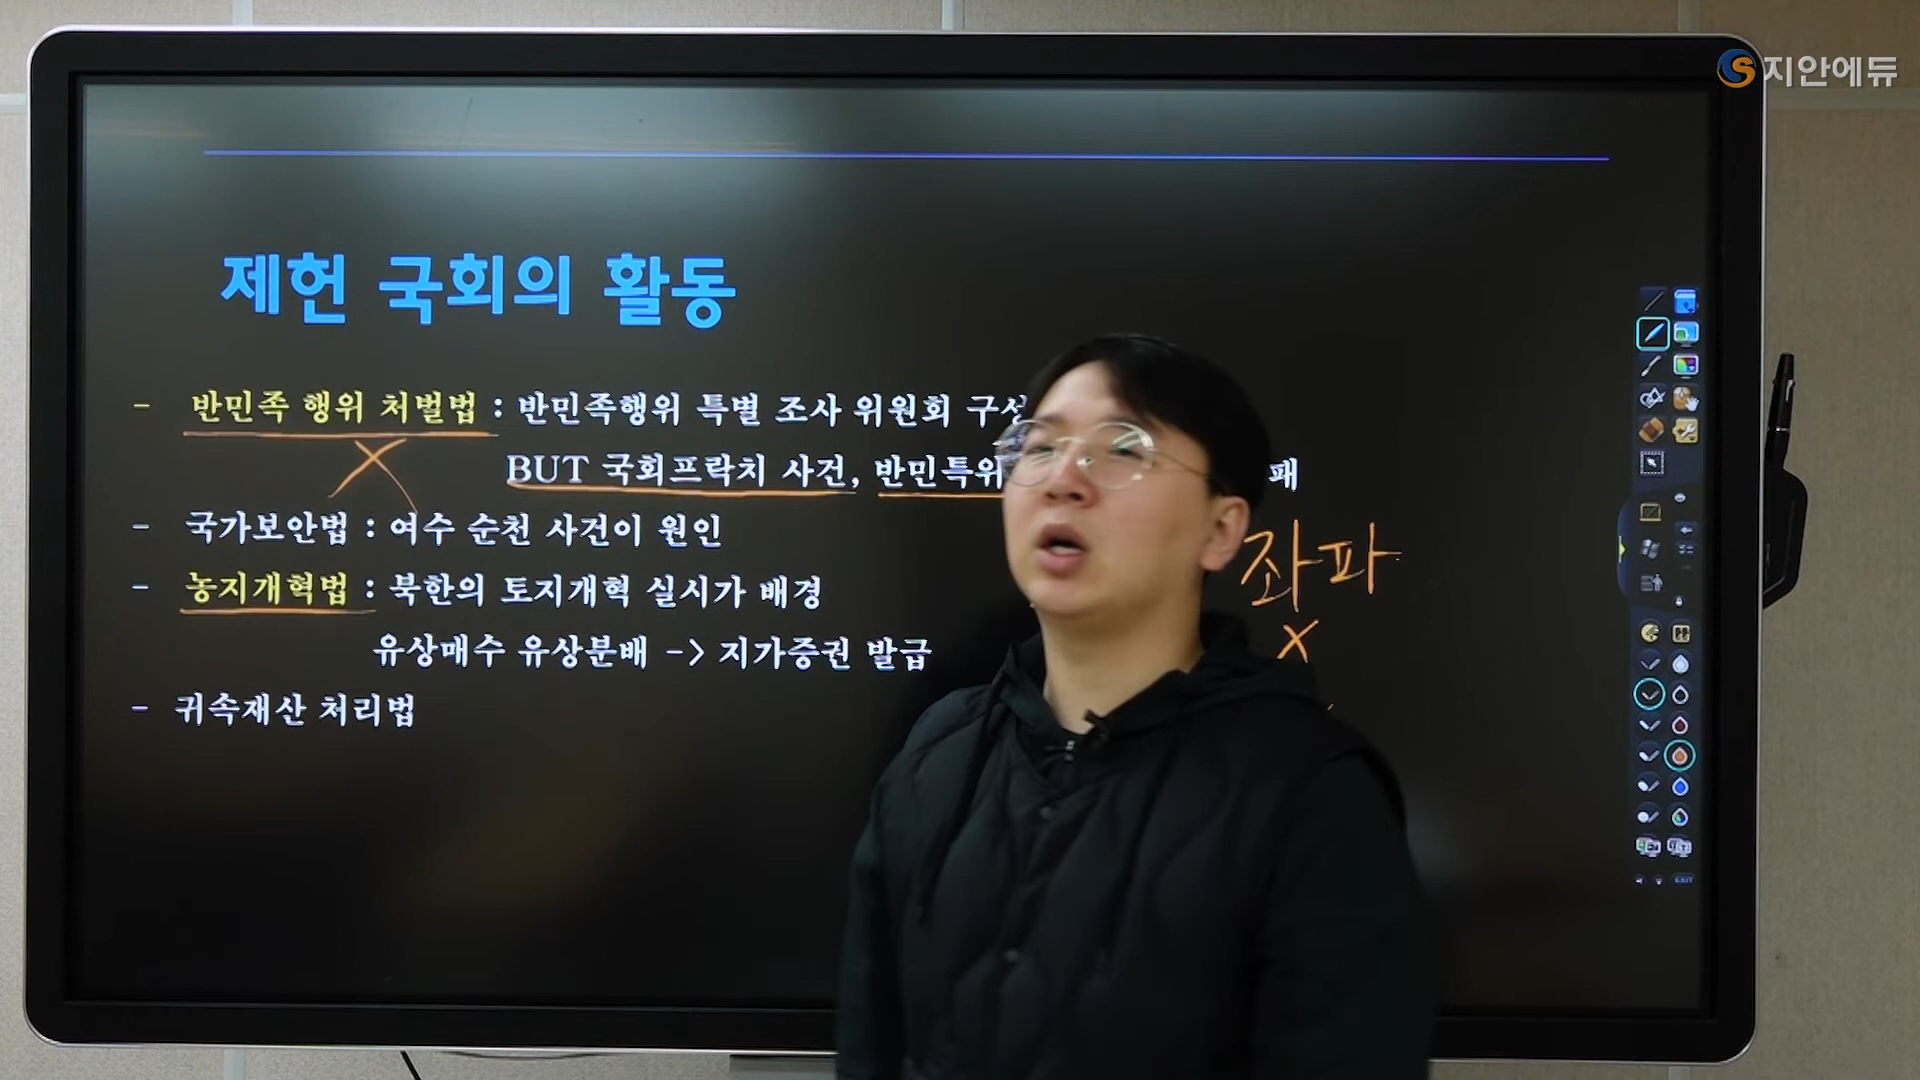 지안에듀
제헌 국회의 활동
- 반민족 행위 처벌법 : 반민족행위 특별 조사 위원회 구성
BUT 국회프락치 사건, 반민특위 패
- 국가보안법 : 여수 순천 사건이 원인
좌파
- 농지개혁법 : 북한의 토지개혁 실시가 배경
X
유상매수 유상분배 -> 지가증권 발급
- 귀속재산 처리법
EXIT